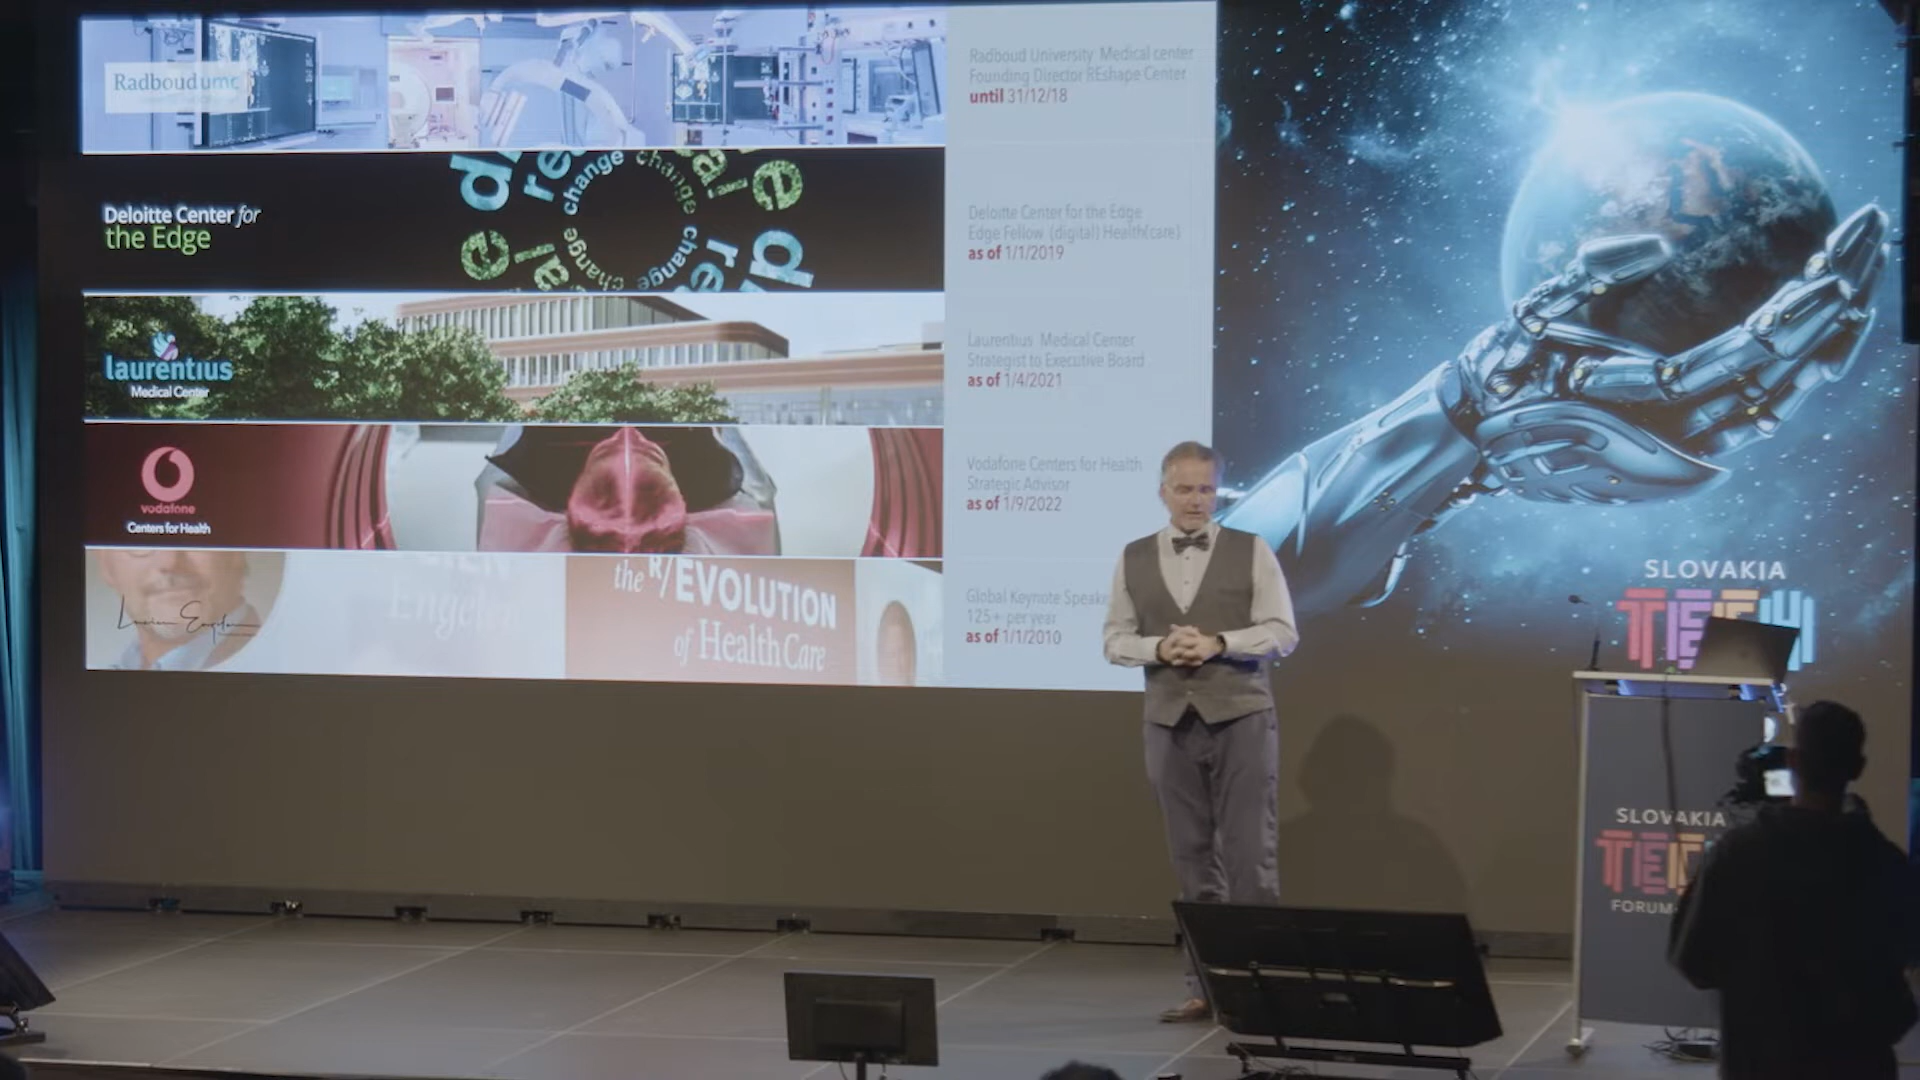 Radboudumc
Radboud University Medical center
Founding Director REshape Center
until 31/12/18
Deloitte Center for
the Edge
change change change change
Deloitte Center for the Edge
Edge Fellow (digital) Health(care)
as of 1/1/2019
laurentius
Medical Center
Laurentius Medical Center
Strategist to Executive Board
as of 1/4/2021
vodafone
Centers for Health
Vodafone Centers for Health
Strategic Advisor
as of 1/9/2022
the R/EVOLUTION
of Health Care
Global Keynote
125+ per year
as of 1/1/2010
SLOVAKIA
TECH
SLOVAKIA
FORUM